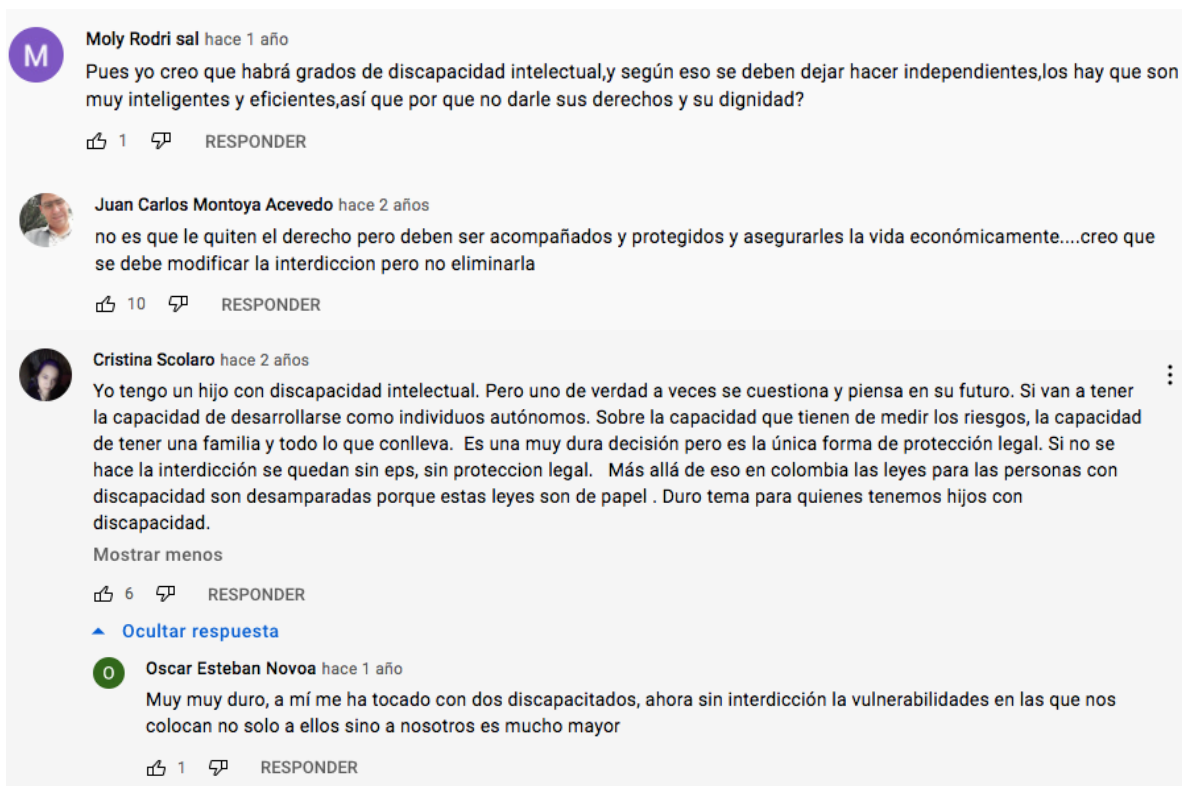 M
Moly Rodri sal hace 1 año
Pues yo creo que habrá grados de discapacidad intelectual,y según eso se deben dejar hacer independientes,los hay que son
muy inteligentes y eficientes,así que por que no darle sus derechos y su dignidad?
1 RESPONDER
Juan Carlos Montoya Acevedo hace 2 años
no es que le quiten el derecho pero deben ser acompañados y protegidos y asegurarles la vida económicamente....creo que
se debe modificar la interdiccion pero no eliminarla
10 RESPONDER
Cristina Scolaro hace 2 años
Yo tengo un hijo con discapacidad intelectual. Pero uno de verdad a veces se cuestiona y piensa en su futuro. Si van a tener
la capacidad de desarrollarse como individuos autónomos. Sobre la capacidad que tienen de medir los riesgos, la capacidad
de tener una familia y todo lo que conlleva.  Es una muy dura decisión pero es la única forma de protección legal. Si no se
hace la interdicción se quedan sin eps, sin proteccion legal.   Más allá de eso en colombia las leyes para las personas con
discapacidad son desamparadas porque estas leyes son de papel . Duro tema para quienes tenemos hijos con
discapacidad.
Mostrar menos
6 RESPONDER
Ocultar respuesta
O
Oscar Esteban Novoa hace 1 año
Muy muy duro, a mí me ha tocado con dos discapacitados, ahora sin interdicción la vulnerabilidades en las que nos
colocan no solo a ellos sino a nosotros es mucho mayor
1 RESPONDER